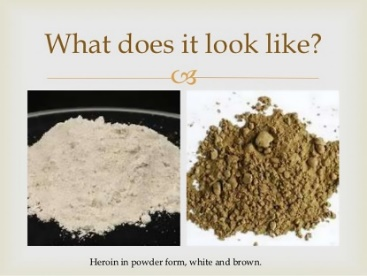 What does it look like?
Heroin in powder form, white and brown.